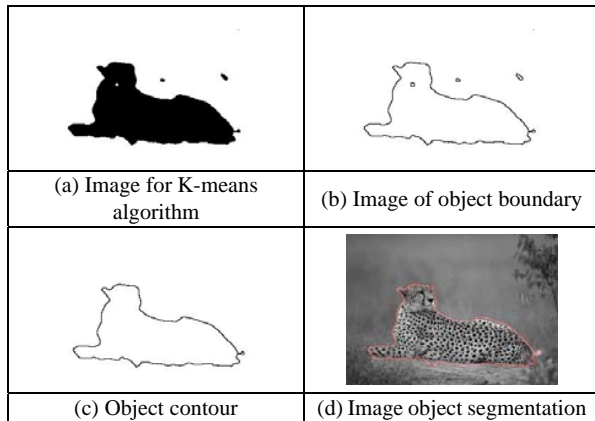 (a) Image for K-means
algorithm
(b) Image of object boundary
(c) Object contour
(d) Image object segmentation